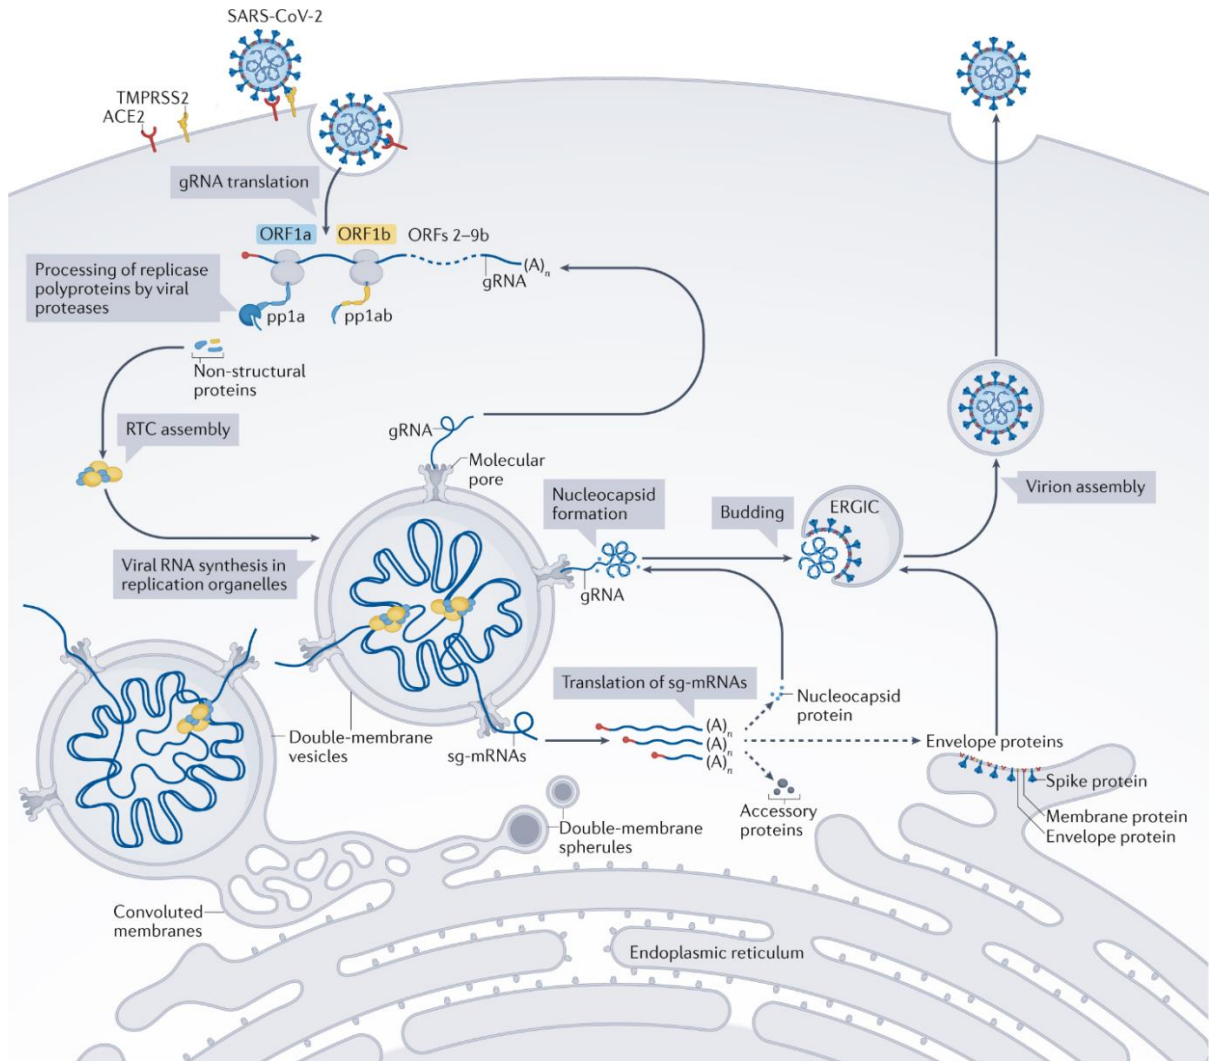 SARS-CoV-2
TMPRSS2
ACE2
gRNA translation
ORF1a
ORF1b
ORFs 2–9b
Processing of replicase
polyproteins by viral
proteases
(A)n
gRNA
pp1a
pp1ab
Non-structural
proteins
RTC assembly
gRNA
Molecular
pore
Nucleocapsid
formation
Budding
ERGIC
Virion assembly
Viral RNA synthesis in
replication organelles
gRNA
Translation of sg-mRNAs
Nucleocapsid
protein
Double-membrane
vesicles
sg-mRNAs
(A)n
(A)n
(A)n
Envelope proteins
Spike protein
Membrane protein
Envelope protein
Accessory
proteins
Double-membrane
spherules
Convoluted
membranes
Endoplasmic reticulum